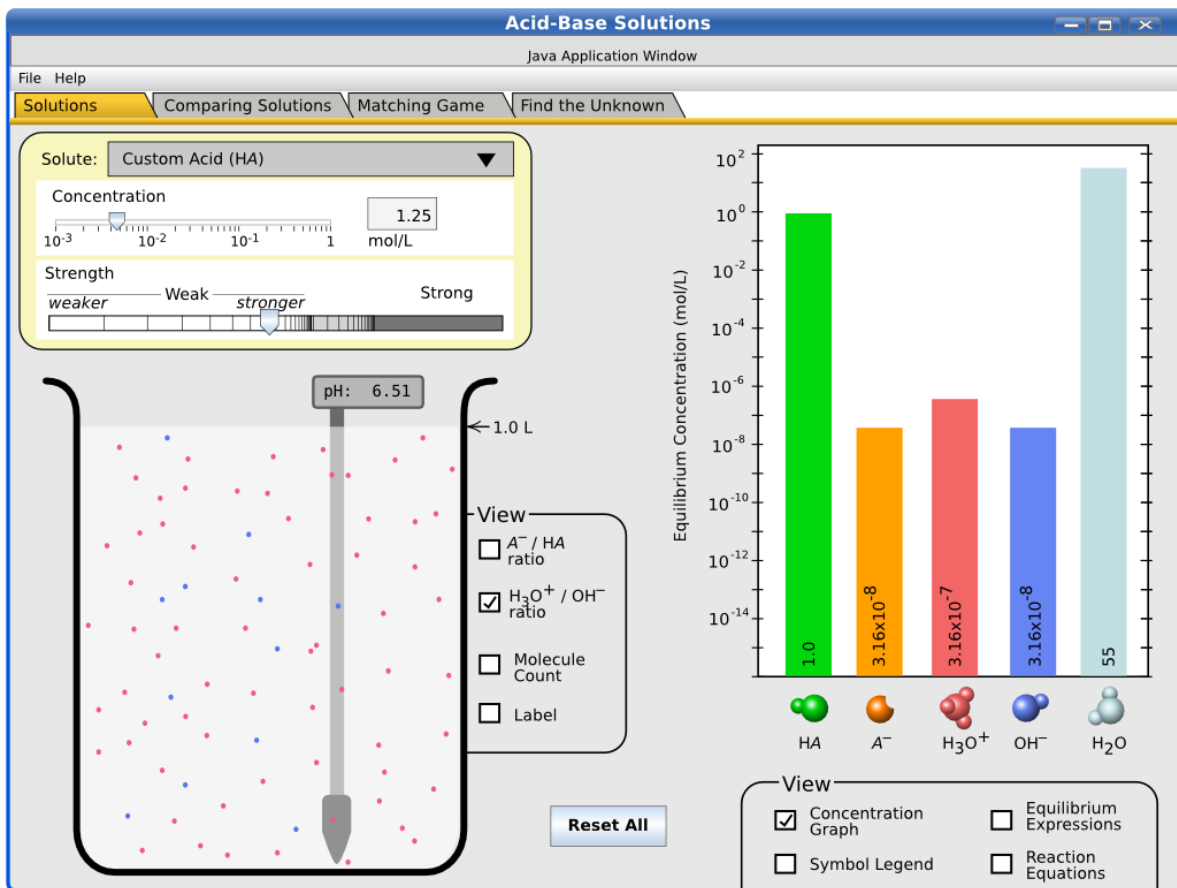 Acid-Base Solutions
Java Application Window
File Help
Solutions Comparing Solutions Matching Game Find the Unknown
Solute: Custom Acid (HA)
Concentration
1.25
10⁻³ 10⁻² 10⁻¹ 1
mol/L
Strength
Weak Strong
weaker stronger
pH: 6.51
1.0 L
View
A⁻ / HA
ratio
H₃O⁺ / OH⁻
ratio
Molecule
Count
Label
Reset All
Equilibrium Concentration (mol/L)
10²
10⁰
10⁻²
10⁻⁴
10⁻⁶
10⁻⁸
10⁻¹⁰
10⁻¹²
10⁻¹⁴
1.0
3.16x10⁻⁸
3.16x10⁻⁷
3.16x10⁻⁸
55
HA A⁻ H₃O⁺ OH⁻ H₂O
View
Concentration
Graph
Equilibrium
Expressions
Symbol Legend
Reaction
Equations